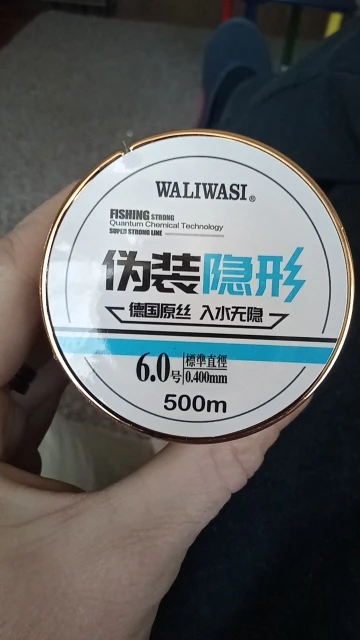 WALIWASI®
FISHING STRONG
Quantum Chemical Technology
SUPER STRONG LINE
伪装隐形
德国原丝 入水无隐
6.0号 標準直徑 0.400mm
500m